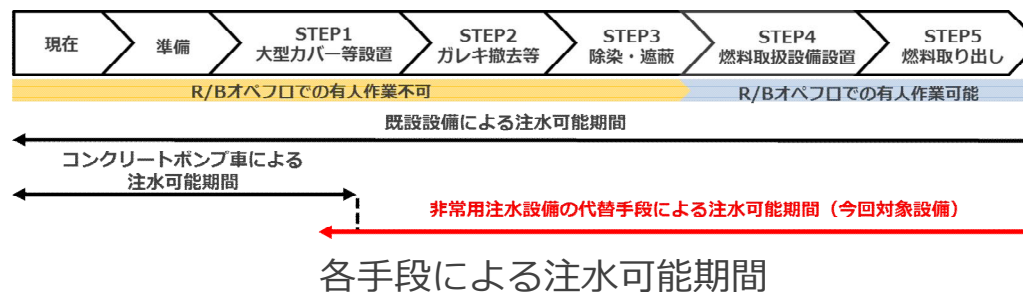 現在
準備
STEP1
大型カバー等設置
STEP2
ガレキ撤去等
STEP3
除染・遮蔽
STEP4
燃料取扱設備設置
STEP5
燃料取り出し
R/Bオペフロでの有人作業不可
R/Bオペフロでの有人作業可能
既設設備による注水可能期間
コンクリートポンプ車による
注水可能期間
非常用注水設備の代替手段による注水可能期間（今回対象設備）
各手段による注水可能期間